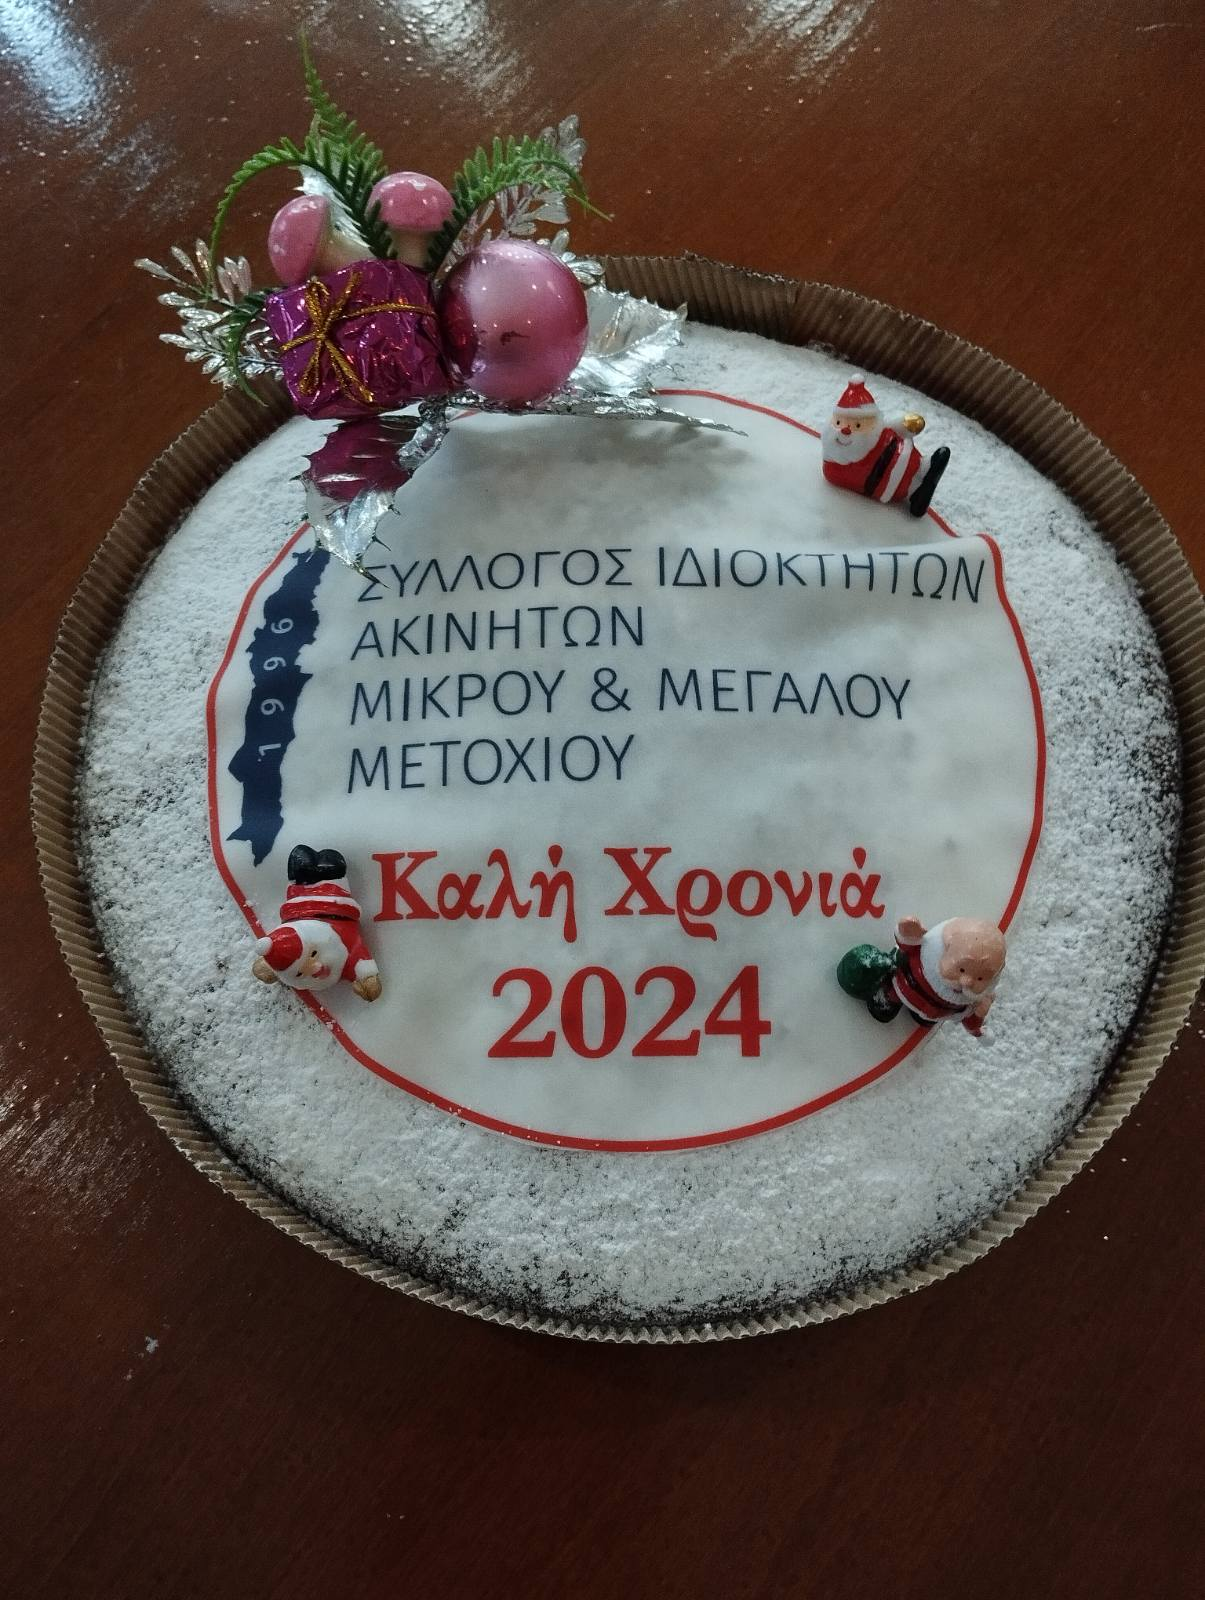 ΣΥΛΛΟΓΟΣ ΙΔΙΟΚΤΗΤΩΝ
ΑΚΙΝΗΤΩΝ
ΜΙΚΡΟΥ & ΜΕΓΑΛΟΥ
ΜΕΤΟΧΙΟΥ
1996
Καλή Χρονιά
2024